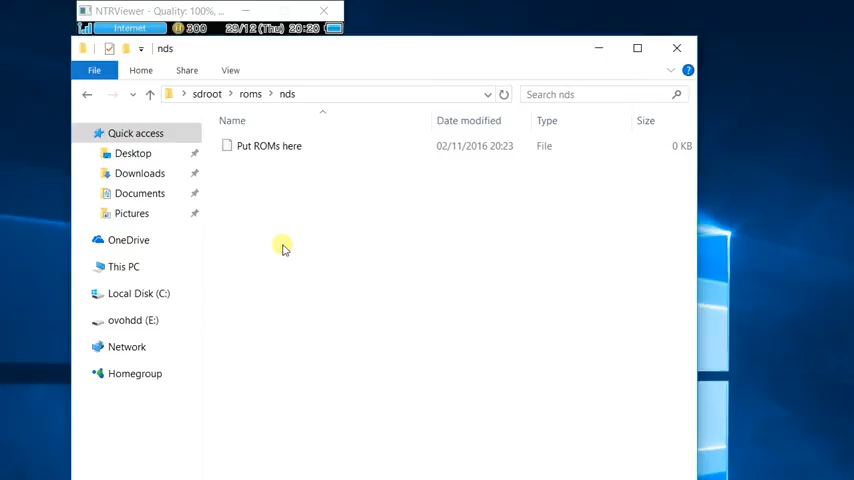 NTRViewer - Quality: 100%, ...
Internet 300 29/12 (Thu) 20:20
nds
File Home Share View
sdroot > roms > nds
Search nds
Name Date modified Type Size
Put ROMs here 02/11/2016 20:23 File 0 KB
Quick access
Desktop
Downloads
Documents
Pictures
OneDrive
This PC
Local Disk (C:)
ovohdd (E:)
Network
Homegroup